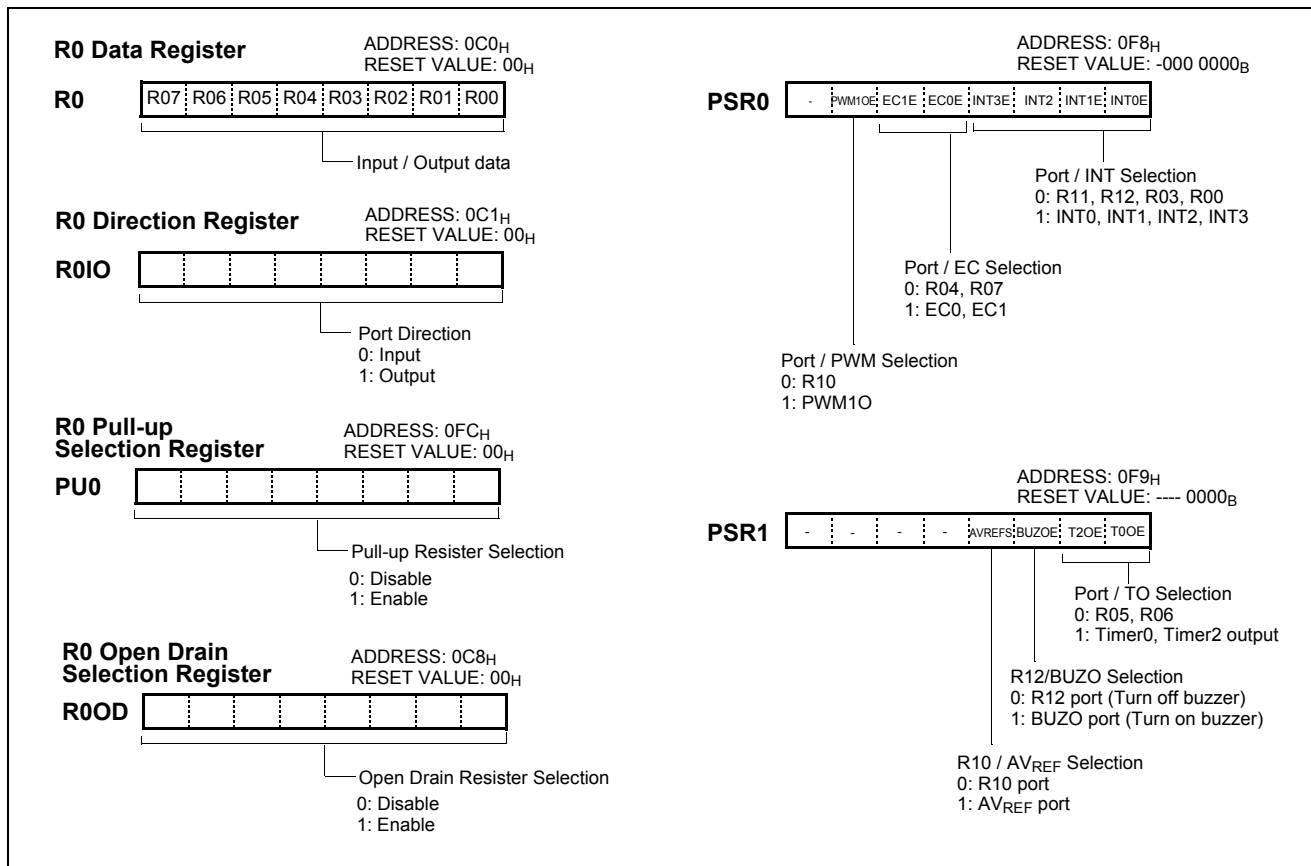 R0 Data Register
ADDRESS: 0C0H
RESET VALUE: 00H
R0
R07 R06 R05 R04 R03 R02 R01 R00
Input / Output data
R0 Direction Register
ADDRESS: 0C1H
RESET VALUE: 00H
R0IO
Port Direction
0: Input
1: Output
R0 Pull-up
Selection Register
ADDRESS: 0FCH
RESET VALUE: 00H
PU0
Pull-up Resister Selection
0: Disable
1: Enable
R0 Open Drain
Selection Register
ADDRESS: 0C8H
RESET VALUE: 00H
R0OD
Open Drain Resister Selection
0: Disable
1: Enable
ADDRESS: 0F8H
RESET VALUE: -000 0000B
PSR0
- PWM1OE EC1E EC0E INT3E INT2 INT1E INT0E
Port / INT Selection
0: R11, R12, R03, R00
1: INT0, INT1, INT2, INT3
Port / EC Selection
0: R04, R07
1: EC0, EC1
Port / PWM Selection
0: R10
1: PWM1O
ADDRESS: 0F9H
RESET VALUE: ---- 0000B
PSR1
- - - - AVREFS BUZOE T2OE T0OE
Port / TO Selection
0: R05, R06
1: Timer0, Timer2 output
R12/BUZO Selection
0: R12 port (Turn off buzzer)
1: BUZO port (Turn on buzzer)
R10 / AVREF Selection
0: R10 port
1: AVREF port